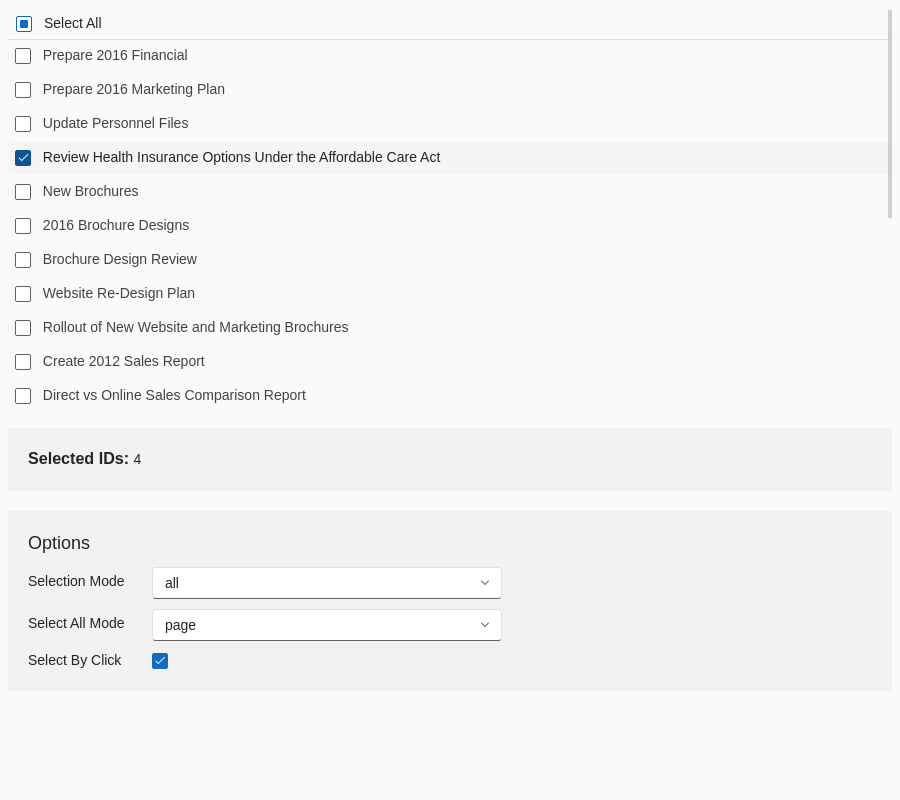 Select All
Prepare 2016 Financial
Prepare 2016 Marketing Plan
Update Personnel Files
Review Health Insurance Options Under the Affordable Care Act
New Brochures
2016 Brochure Designs
Brochure Design Review
Website Re-Design Plan
Rollout of New Website and Marketing Brochures
Create 2012 Sales Report
Direct vs Online Sales Comparison Report
Selected IDs: 4
Options
Selection Mode all
Select All Mode page
Select By Click